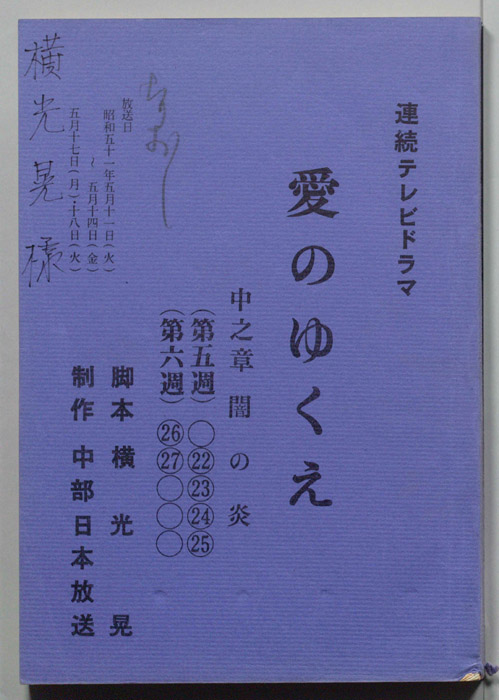 連続テレビドラマ
愛のゆくえ
中之章 闇の炎
(第五週)○㉒㉓㉔㉕
(第六週)㉖㉗○○○
脚本 横光 晃
制作 中部日本放送
放送日
昭和五十一年五月十一日(火)
~ 五月十四日(金)
五月十七日(月)・十八日(火)
横光晃様